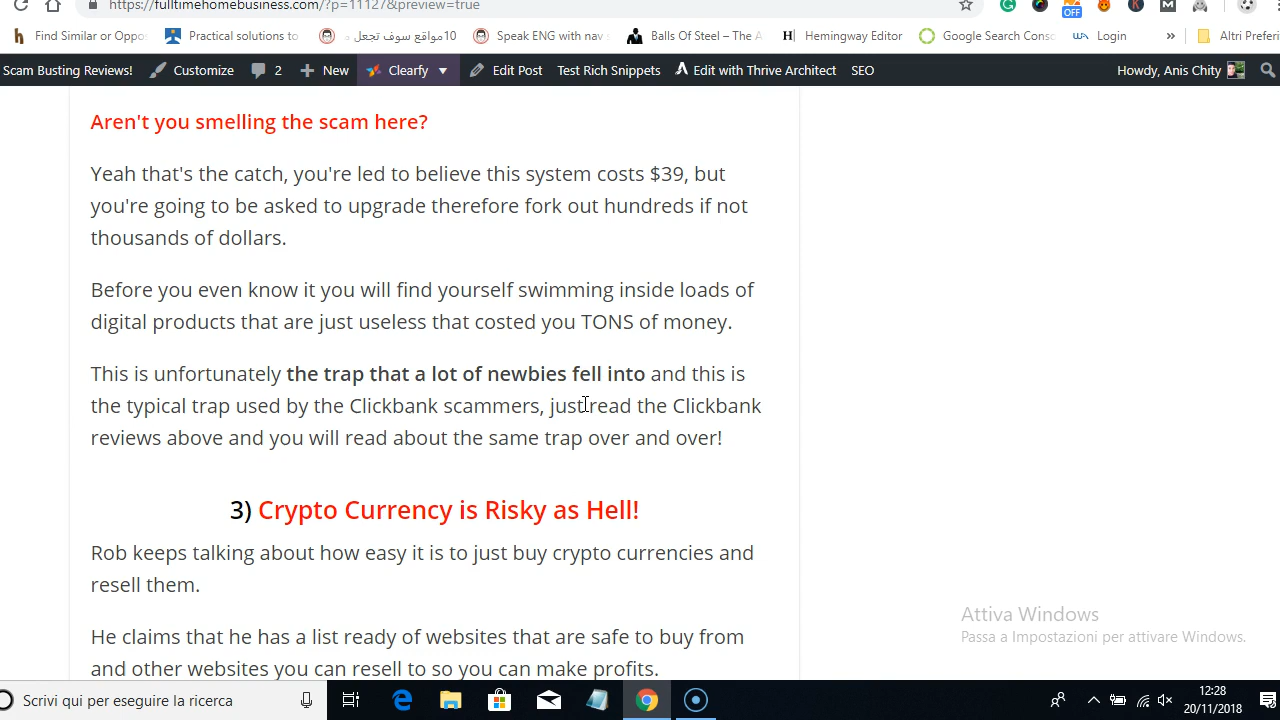 https://fulltimehomebusiness.com/?p=11127&preview=true
OFF
Find Similar or Oppo
Practical solutions to
10مواقع سوف تجعل
Speak ENG with nav
Balls Of Steel – The A
Hemingway Editor
Google Search Cons
Login
»
Altri Preferi
Scam Busting Reviews! Customize 2 New Clearfy Edit Post Test Rich Snippets Edit with Thrive Architect SEO Howdy, Anis Chity
Aren't you smelling the scam here?
Yeah that's the catch, you're led to believe this system costs $39, but
you're going to be asked to upgrade therefore fork out hundreds if not
thousands of dollars.
Before you even know it you will find yourself swimming inside loads of
digital products that are just useless that costed you TONS of money.
This is unfortunately the trap that a lot of newbies fell into and this is
the typical trap used by the Clickbank scammers, just read the Clickbank
reviews above and you will read about the same trap over and over!
3) Crypto Currency is Risky as Hell!
Rob keeps talking about how easy it is to just buy crypto currencies and
resell them.
He claims that he has a list ready of websites that are safe to buy from
and other websites you can resell to so you can make profits.
Attiva Windows
Passa a Impostazioni per attivare Windows.
Scrivi qui per eseguire la ricerca
12:28
20/11/2018